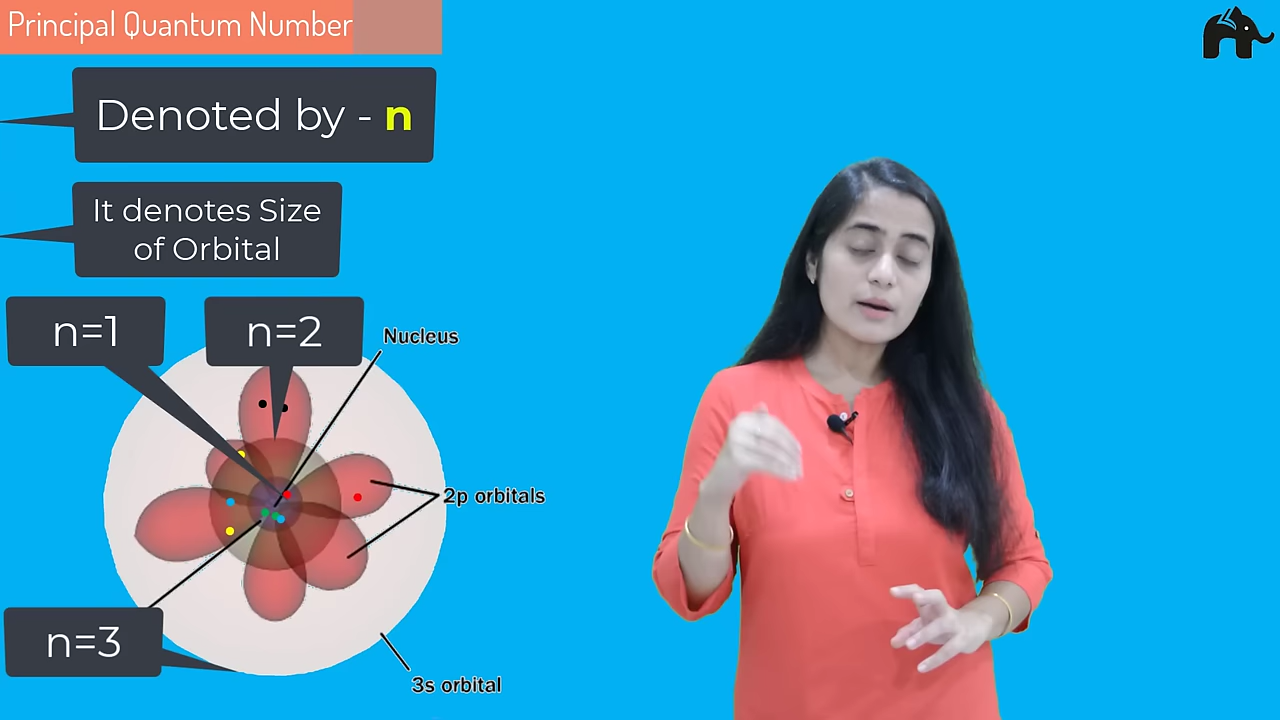 Principal Quantum Number
Denoted by - n
It denotes Size
of Orbital
n=1
n=2
Nucleus
2p orbitals
n=3
3s orbital